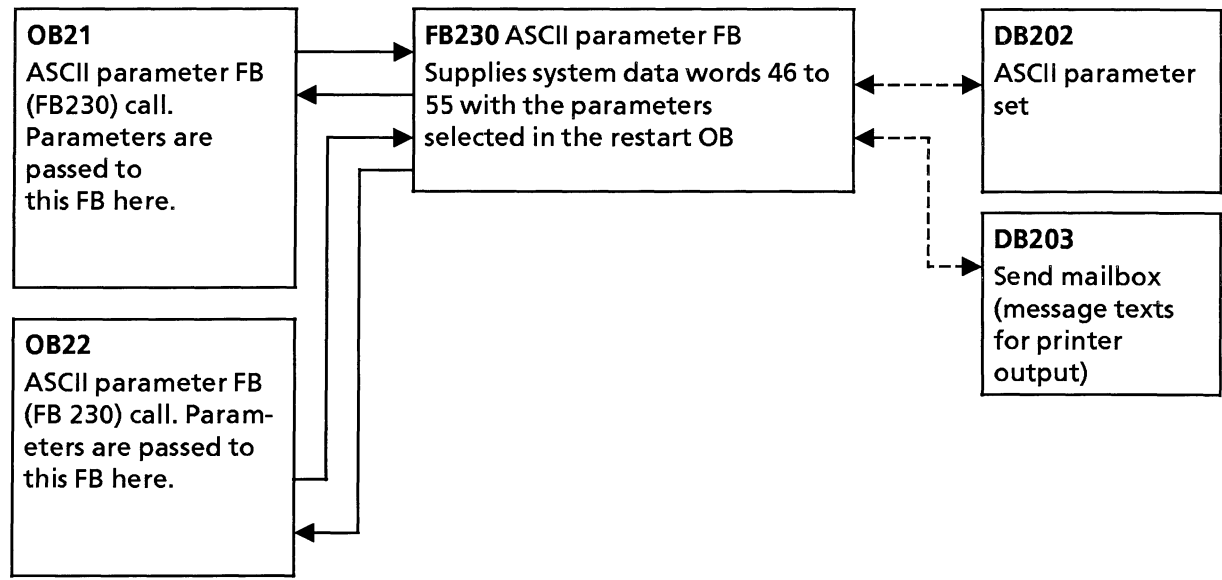 OB21
ASCII parameter FB
(FB230) call.
Parameters are
passed to
this FB here.
OB22
ASCII parameter FB
(FB 230) call. Param-
eters are passed to
this FB here.
FB230 ASCII parameter FB
Supplies system data words 46 to
55 with the parameters
selected in the restart OB
DB202
ASCII parameter
set
DB203
Send mailbox
(message texts
for printer
output)